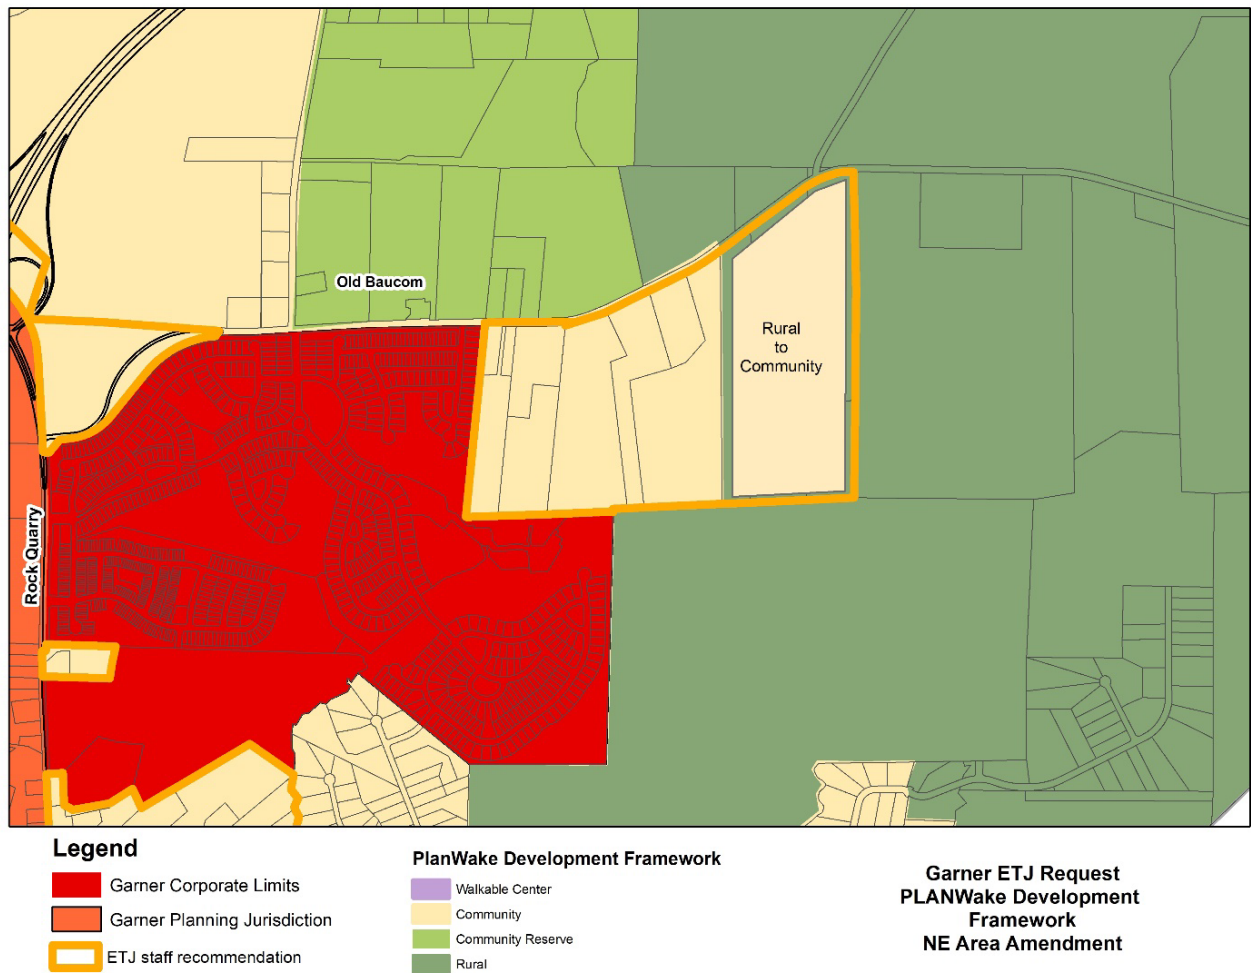 Old Baucom
Rural
to
Community
Rock Quarry
Legend
Garner Corporate Limits
Garner Planning Jurisdiction
ETJ staff recommendation
PlanWake Development Framework
Walkable Center
Community
Community Reserve
Rural
Garner ETJ Request
PLANWake Development
Framework
NE Area Amendment